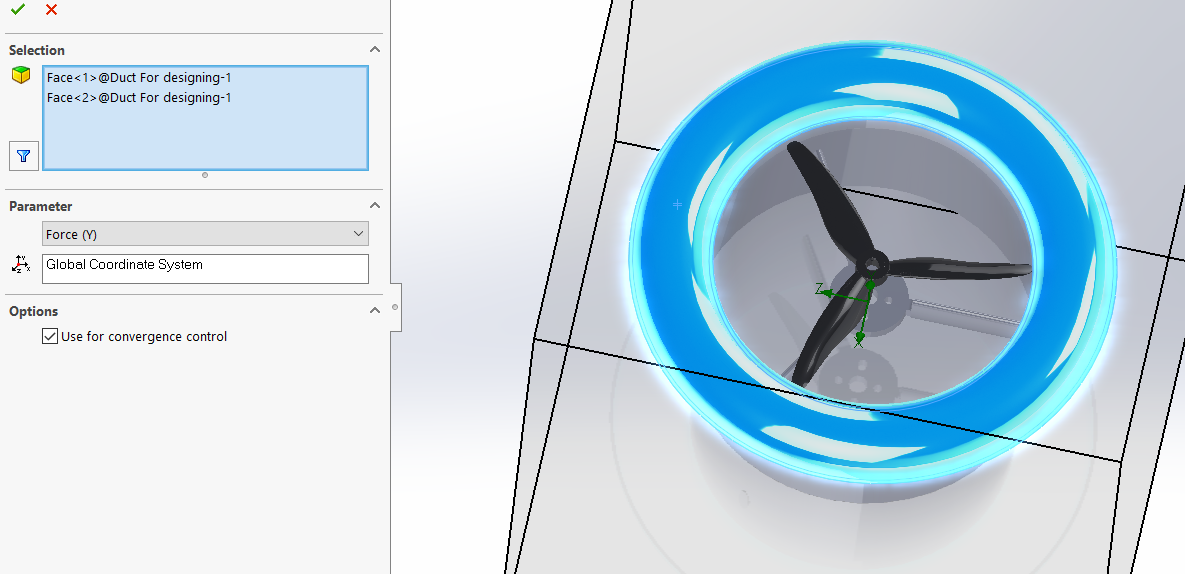 Selection
Face<1>@Duct For designing-1
Face<2>@Duct For designing-1
Parameter
Force (Y)
Global Coordinate System
Options
Use for convergence control
Z
X